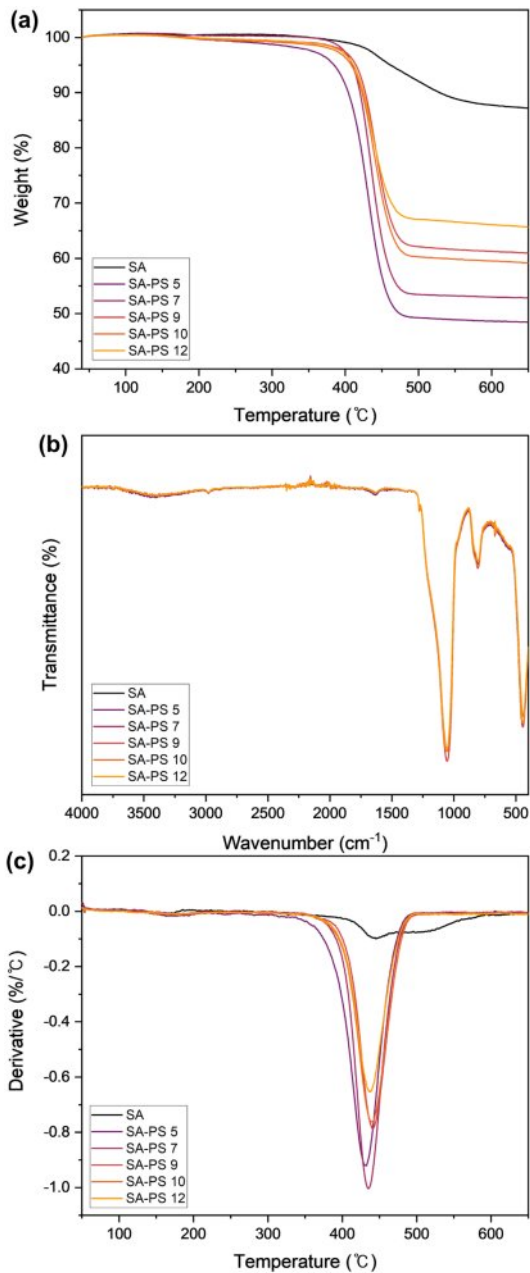 (a)
100
90
80
70
60
50
40
Weight (%)
SA
SA-PS 5
SA-PS 7
SA-PS 9
SA-PS 10
SA-PS 12
100 200 300 400 500 600
Temperature (℃)
(b)
Transmittance (%)
SA
SA-PS 5
SA-PS 7
SA-PS 9
SA-PS 10
SA-PS 12
4000 3500 3000 2500 2000 1500 1000 500
Wavenumber (cm⁻¹)
(c)
0.2
0.0
-0.2
-0.4
-0.6
-0.8
-1.0
Derivative (%/℃)
SA
SA-PS 5
SA-PS 7
SA-PS 9
SA-PS 10
SA-PS 12
100 200 300 400 500 600
Temperature (℃)